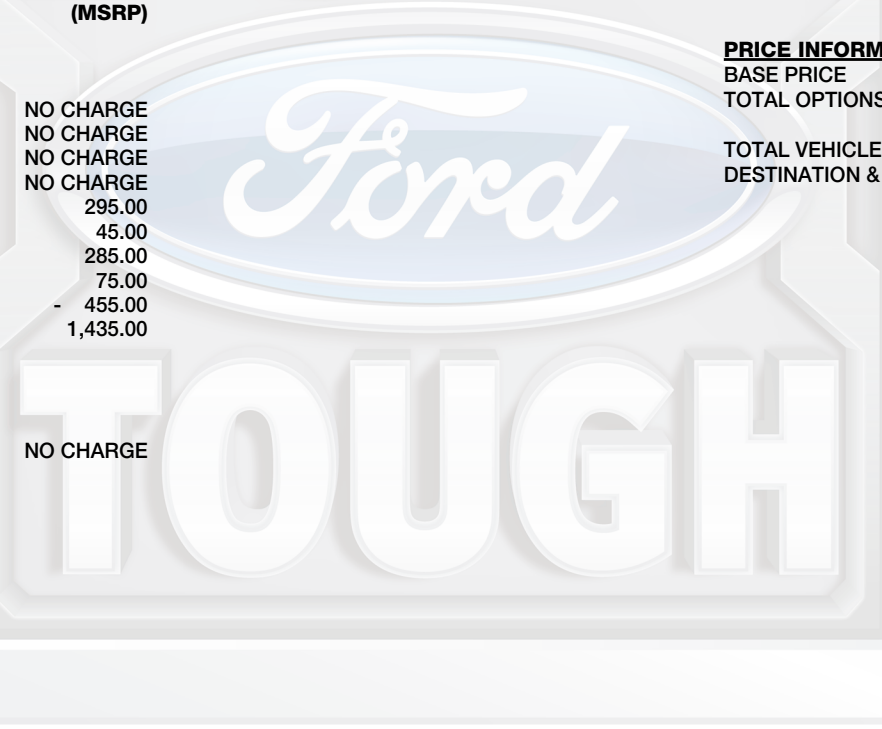 (MSRP)
NO CHARGE
NO CHARGE
NO CHARGE
NO CHARGE
295.00
45.00
285.00
75.00
- 455.00
1,435.00
NO CHARGE
PRICE INFORM
BASE PRICE
TOTAL OPTIONS
TOTAL VEHICLE
DESTINATION &
Ford
TOUGH